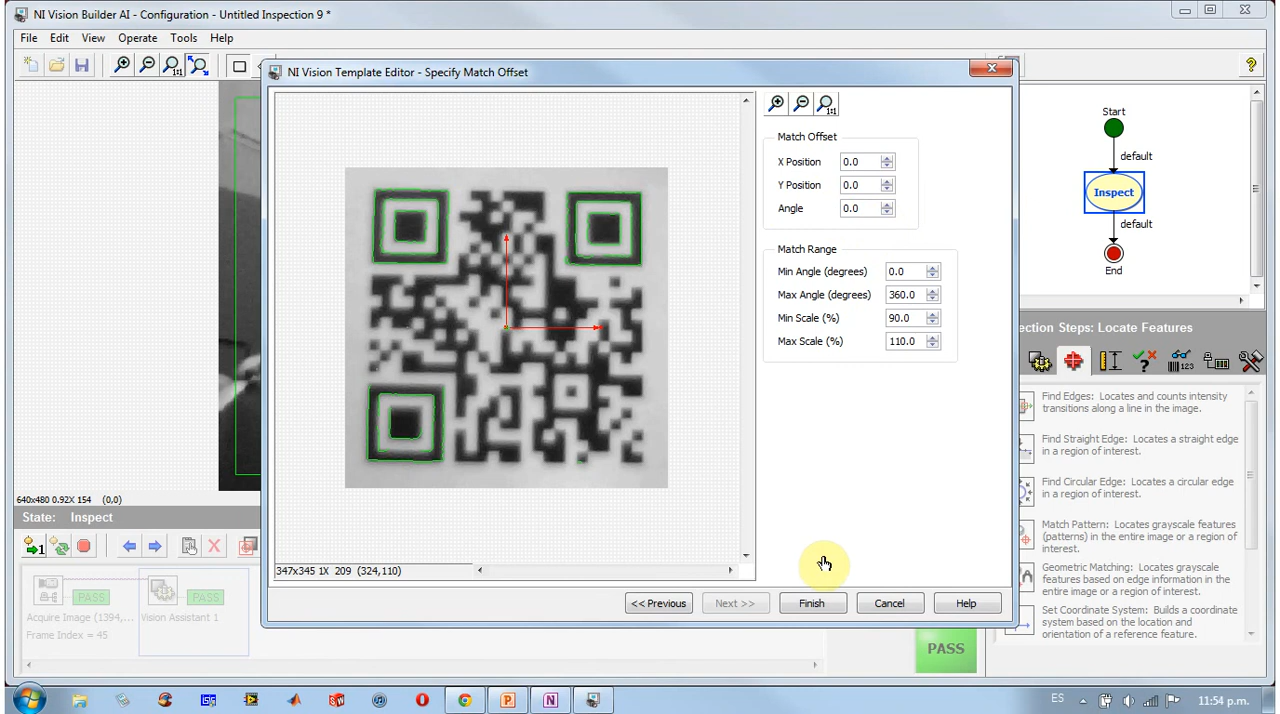 NI Vision Builder AI - Configuration - Untitled Inspection 9 *
File Edit View Operate Tools Help
NI Vision Template Editor - Specify Match Offset
Match Offset
X Position 0.0
Y Position 0.0
Angle 0.0
Match Range
Min Angle (degrees) 0.0
Max Angle (degrees) 360.0
Min Scale (%) 90.0
Max Scale (%) 110.0
347x345 1X 209 (324,110)
<< Previous Next >> Finish Cancel Help
Start
default
Inspect
default
End
ection Steps: Locate Features
Find Edges: Locates and counts intensity
transitions along a line in the image.
Find Straight Edge: Locates a straight edge
in a region of interest.
Find Circular Edge: Locates a circular edge
in a region of interest.
Match Pattern: Locates grayscale features
(patterns) in the entire image or a region of
interest.
Geometric Matching: Locates grayscale
features based on edge information in the
entire image or a region of interest.
Set Coordinate System: Builds a coordinate
system based on the location and
orientation of a reference feature.
640x480 0.92X 154 (0,0)
State: Inspect
PASS PASS
Acquire Image (1394,... Vision Assistant 1
Frame Index = 45
PASS
ES 11:54 p.m.